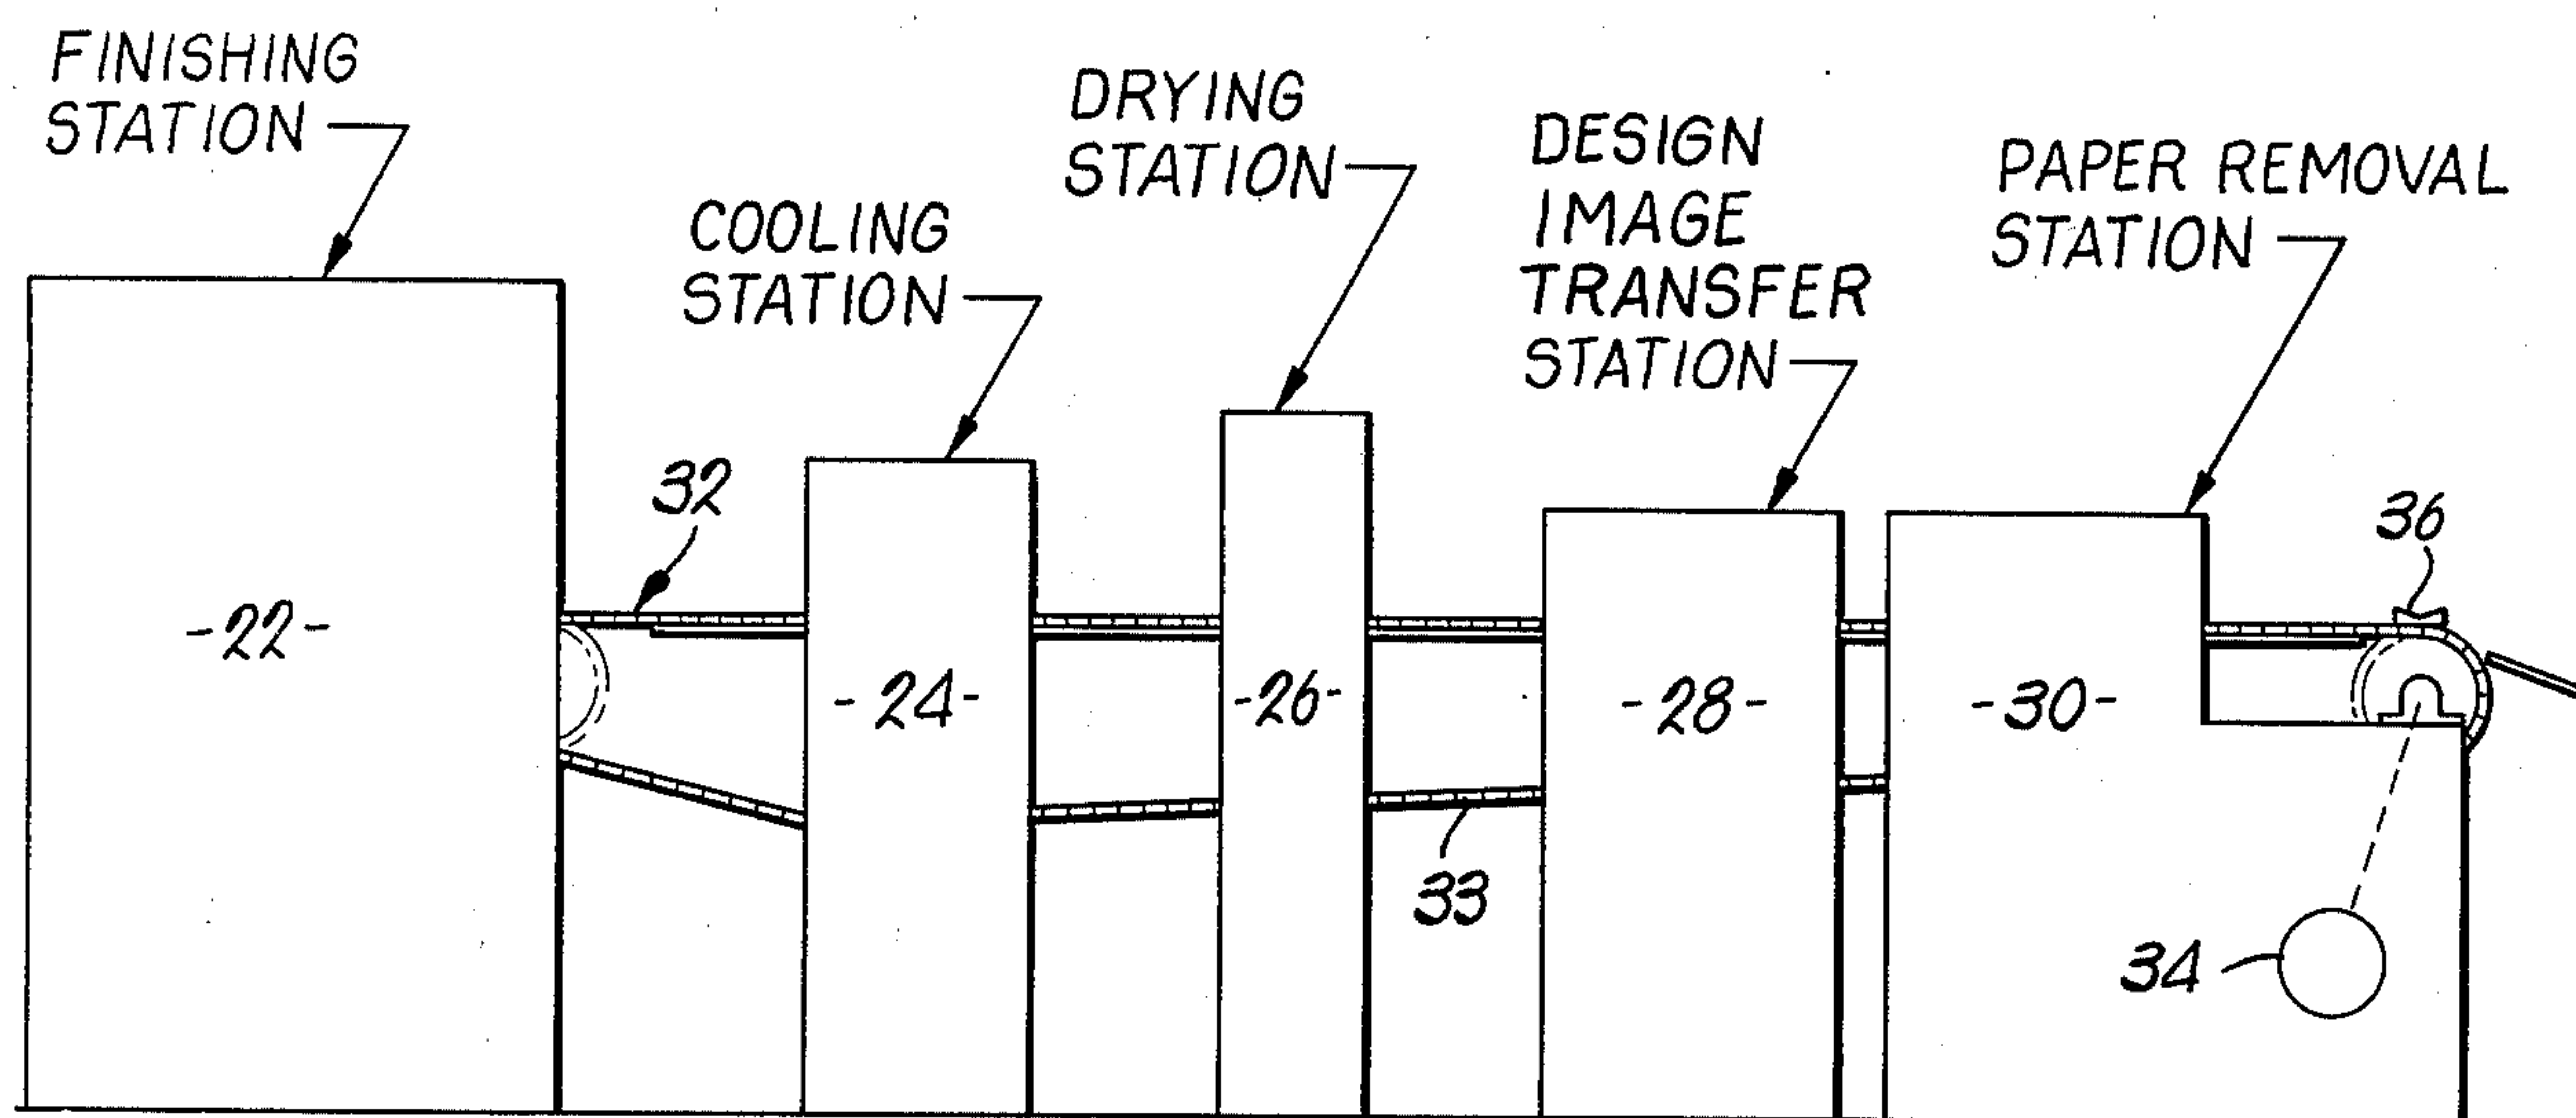 FINISHING
STATION
COOLING
STATION
DRYING
STATION
DESIGN
IMAGE
TRANSFER
STATION
PAPER REMOVAL
STATION
32
36
-22-
-24-
-26-
-28-
-30-
33
34